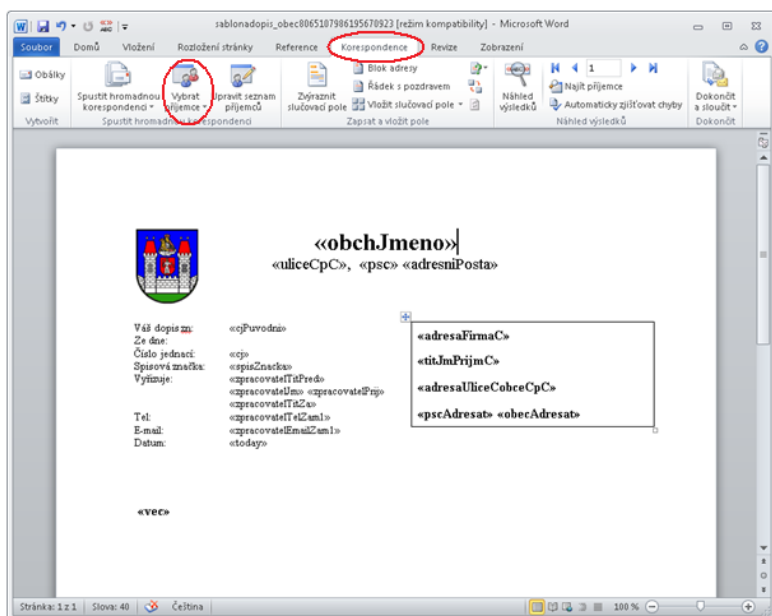 sablonadopis_obec8065107986195670923 [režim kompatibility] - Microsoft Word
Soubor Domů Vložení Rozložení stránky Reference Korespondence Revize Zobrazení
Obálky
Štítky
Vytvořit
Spustit hromadnou korespondenci
Vybrat příjemce
Upravit seznam příjemců
Spustit hromadnou korespondenci
Zvýraznit slučovací pole
Blok adresy
Řádek s pozdravem
Vložit slučovací pole
Zapsat a vložit pole
Náhled výsledků
1
Najít příjemce
Automaticky zjišťovat chyby
Náhled výsledků
Dokončit a sloučit
Dokončit
«obchJmeno»
«uliceCpC», «psc» «adresniPosta»
Váš dopis zn: «cjPuvodni»
Ze dne:
Číslo jednací: «cj»
Spisová značka: «spisZnacka»
Vyřizuje: «zpracovatelTitPred»
«zpracovatelJm» «zpracovatelPrij»
«zpracovatelTitZa»
Tel: «zpracovatelTelZam1»
E-mail: «zpracovatelEmailZam1»
Datum: «today»
«adresaFirmaC»
«titJmPrijmC»
«adresaUliceCobceCpC»
«pscAdresat» «obecAdresat»
«vec»
Stránka: 1 z 1 Slova: 40 Čeština 100 %